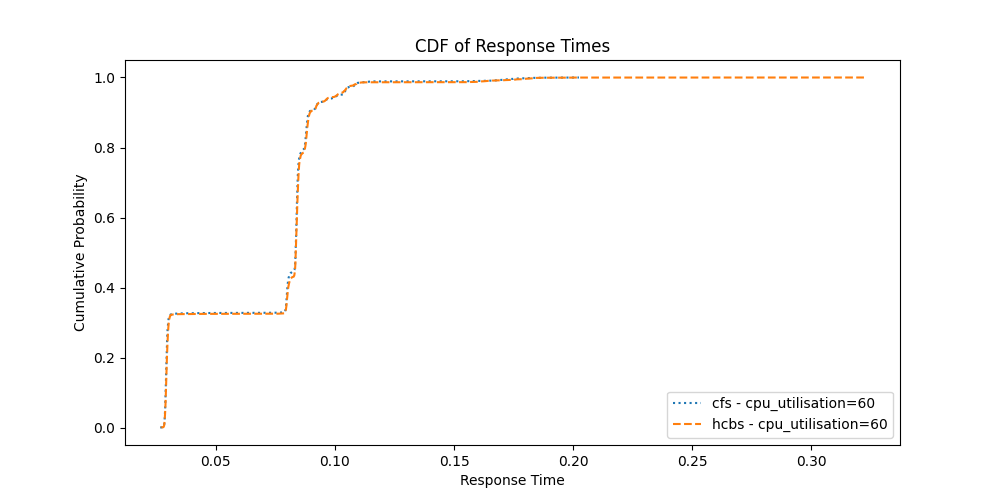 CDF of Response Times
Cumulative Probability
1.0
0.8
0.6
0.4
0.2
0.0
0.05
0.10
0.15
0.20
0.25
0.30
Response Time
cfs - cpu_utilisation=60
hcbs - cpu_utilisation=60